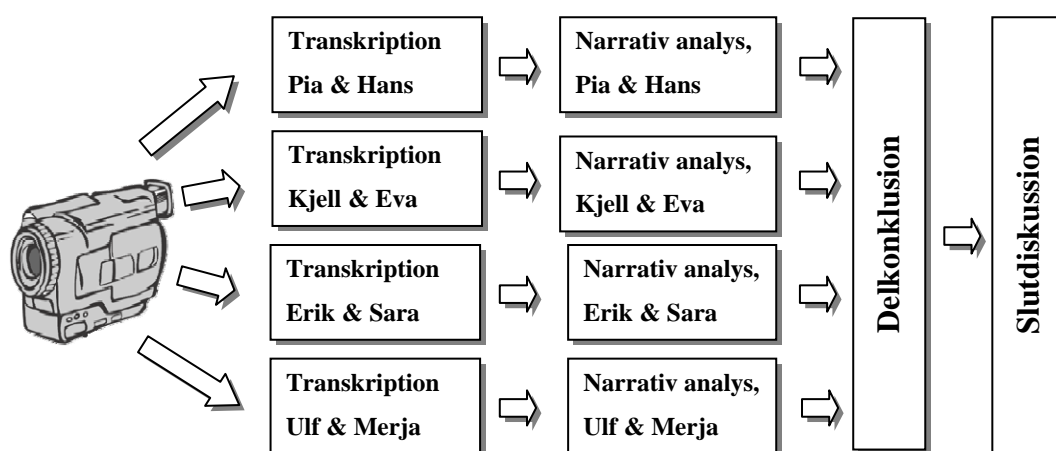 Transkription
Pia & Hans
Narrativ analys,
Pia & Hans
Transkription
Kjell & Eva
Narrativ analys,
Kjell & Eva
Transkription
Erik & Sara
Narrativ analys,
Erik & Sara
Transkription
Ulf & Merja
Narrativ analys,
Ulf & Merja
Delkonklusion
Slutdiskussion